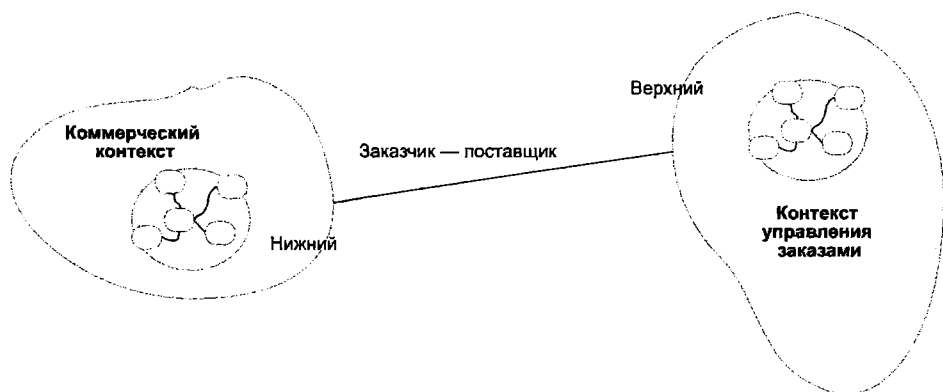 Верхний
Коммерческий
контекст
Заказчик — поставщик
Нижний
Контекст
управления
заказами